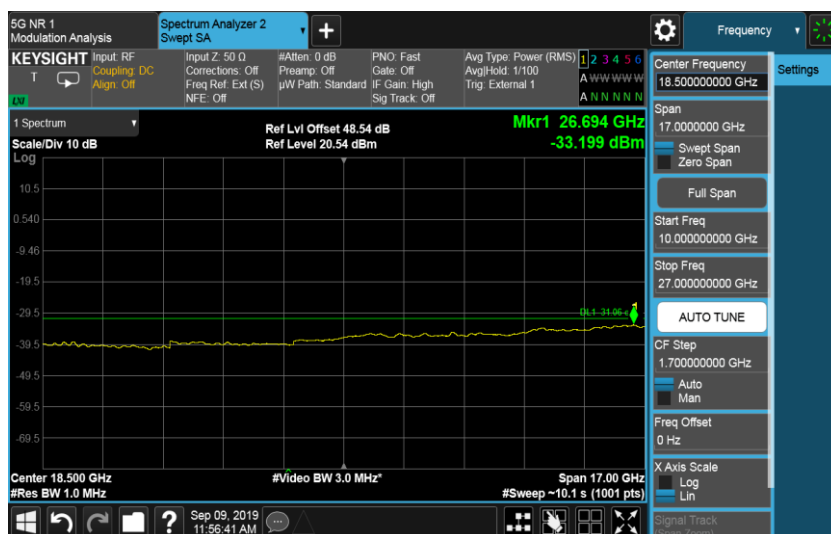 5G NR 1
Modulation Analysis
Spectrum Analyzer 2
Swept SA
Frequency
KEYSIGHT
T
LXI
Input: RF
Coupling: DC
Align: Off
Input Z: 50 Ω
Corrections: Off
Freq Ref: Ext (S)
NFE: Off
#Atten: 0 dB
Preamp: Off
µW Path: Standard
PNO: Fast
Gate: Off
IF Gain: High
Sig Track: Off
Avg Type: Power (RMS)
Avg|Hold: 1/100
Trig: External 1
1 2 3 4 5 6
A W W W W W
A N N N N N
1 Spectrum
Scale/Div 10 dB
Log
Ref Lvl Offset 48.54 dB
Ref Level 20.54 dBm
Mkr1 26.694 GHz
-33.199 dBm
10.5
0.540
-9.46
-19.5
-29.5
-39.5
-49.5
-59.5
-69.5
1
Center 18.500 GHz
#Res BW 1.0 MHz
#Video BW 3.0 MHz*
Span 17.00 GHz
#Sweep ~10.1 s (1001 pts)
Sep 09, 2019
11:56:41 AM
Center Frequency
18.500000000 GHz
Span
17.0000000 GHz
Swept Span
Zero Span
Full Span
Start Freq
10.000000000 GHz
Stop Freq
27.000000000 GHz
AUTO TUNE
CF Step
1.700000000 GHz
Auto
Man
Freq Offset
0 Hz
X Axis Scale
Log
Lin
Signal Track
(Span Zoom)
Settings